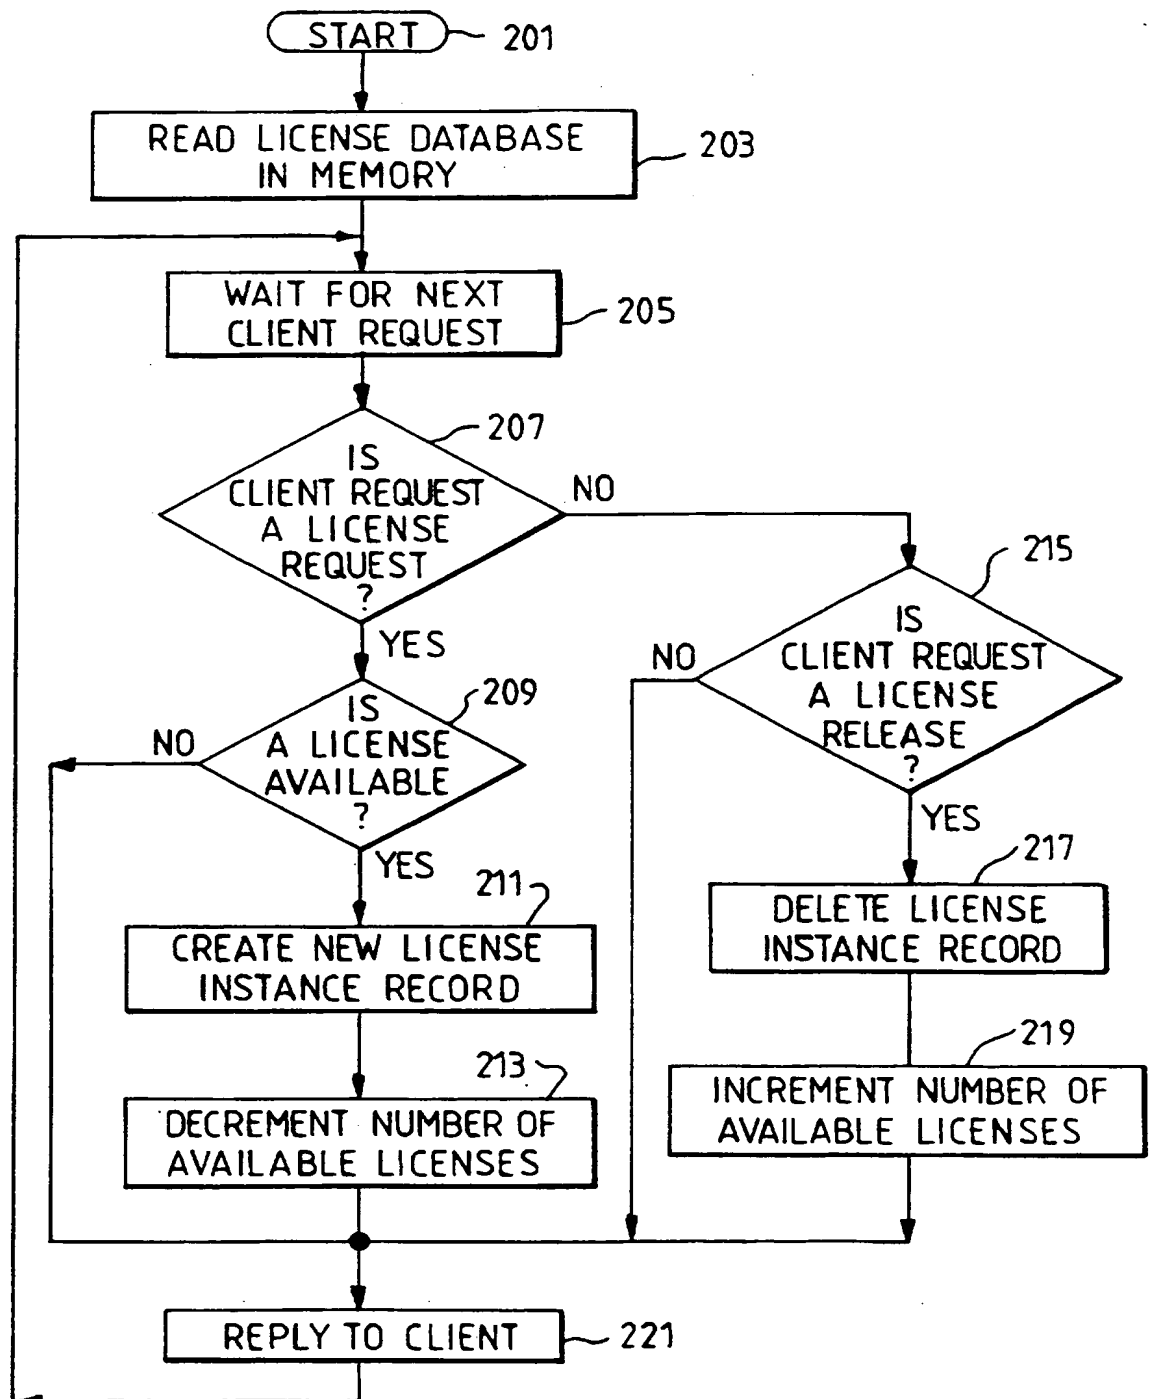 START
201
READ LICENSE DATABASE
IN MEMORY
203
WAIT FOR NEXT
CLIENT REQUEST
205
207
IS
CLIENT REQUEST
A LICENSE
REQUEST
?
NO
YES
215
IS
CLIENT REQUEST
A LICENSE
RELEASE
?
NO
YES
209
IS
A LICENSE
AVAILABLE
?
NO
YES
217
DELETE LICENSE
INSTANCE RECORD
211
CREATE NEW LICENSE
INSTANCE RECORD
219
INCREMENT NUMBER OF
AVAILABLE LICENSES
213
DECREMENT NUMBER OF
AVAILABLE LICENSES
REPLY TO CLIENT
221